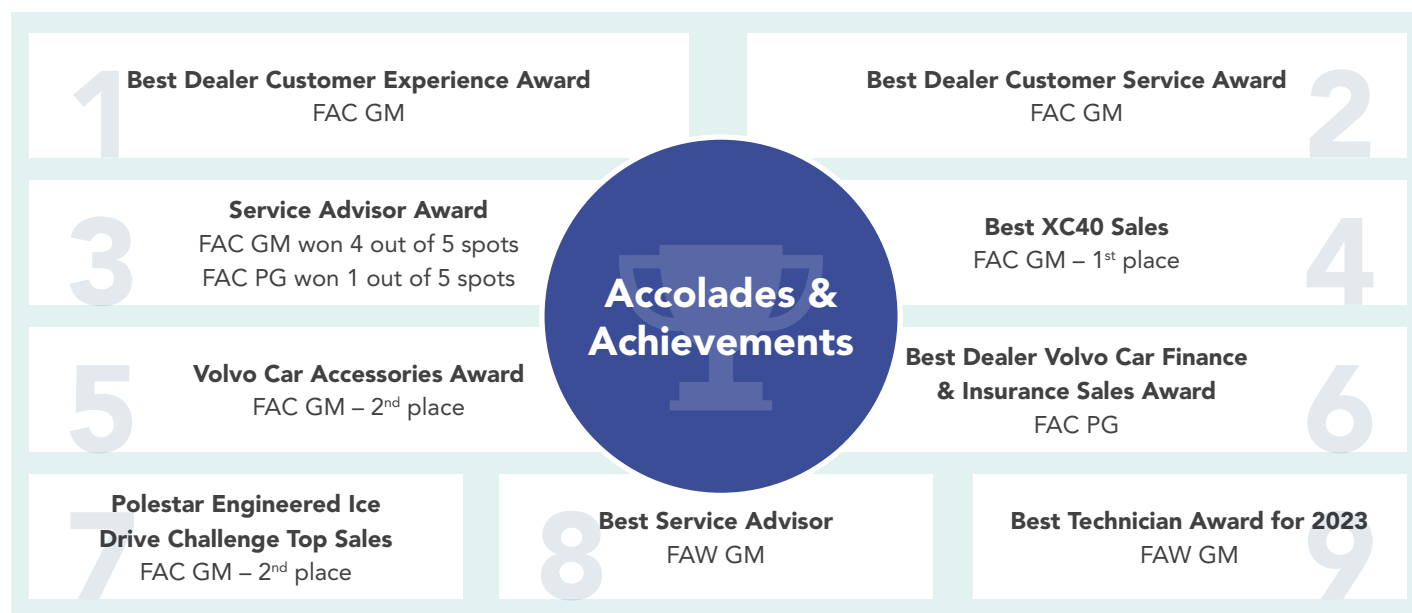 1
Best Dealer Customer Experience Award
FAC GM
2
Best Dealer Customer Service Award
FAC GM
3
Service Advisor Award
FAC GM won 4 out of 5 spots
FAC PG won 1 out of 5 spots
4
Best XC40 Sales
FAC GM – 1st place
Accolades &
Achievements
5
Volvo Car Accessories Award
FAC GM – 2nd place
6
Best Dealer Volvo Car Finance
& Insurance Sales Award
FAC PG
7
Polestar Engineered Ice
Drive Challenge Top Sales
FAC GM – 2nd place
8
Best Service Advisor
FAW GM
9
Best Technician Award for 2023
FAW GM